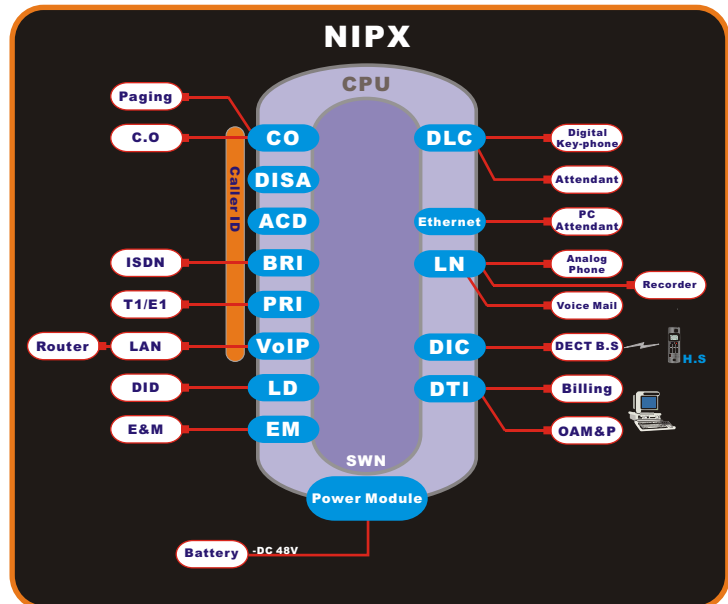 NIPX
CPU
Paging
C.O
CO
DISA
ACD
Caller ID
ISDN
BRI
T1/E1
PRI
Router
LAN
VoIP
DID
LD
E&M
EM
DLC
Digital
Key-phone
Attendant
Ethernet
PC
Attendant
LN
Analog
Phone
Recorder
Voice Mail
DIC
DECT B.S
H.S
DTI
Billing
OAM&P
SWN
Power Module
Battery
-DC 48V